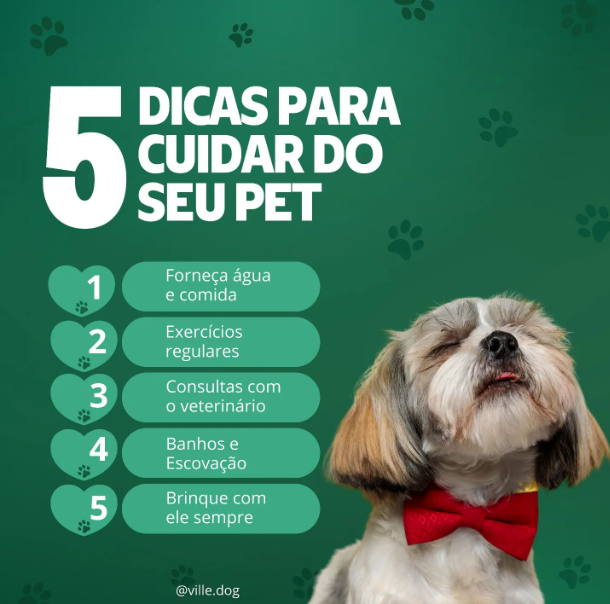 5
DICAS PARA
CUIDAR DO
SEU PET
1
Forneça água
e comida
2
Exercícios
regulares
3
Consultas com
o veterinário
4
Banhos e
Escovação
5
Brinque com
ele sempre
@ville.dog